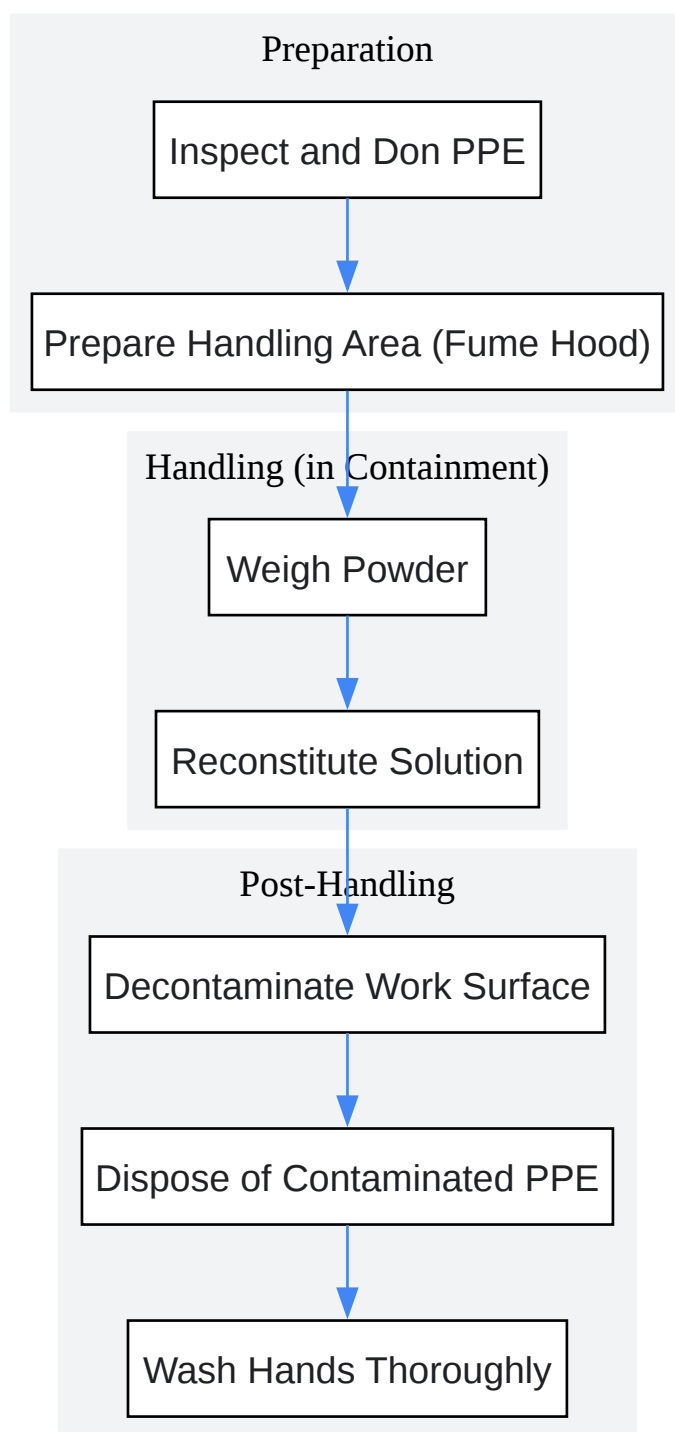 Preparation
Inspect and Don PPE
Prepare Handling Area (Fume Hood)
Handling (in Containment)
Weigh Powder
Reconstitute Solution
Post-Handling
Decontaminate Work Surface
Dispose of Contaminated PPE
Wash Hands Thoroughly